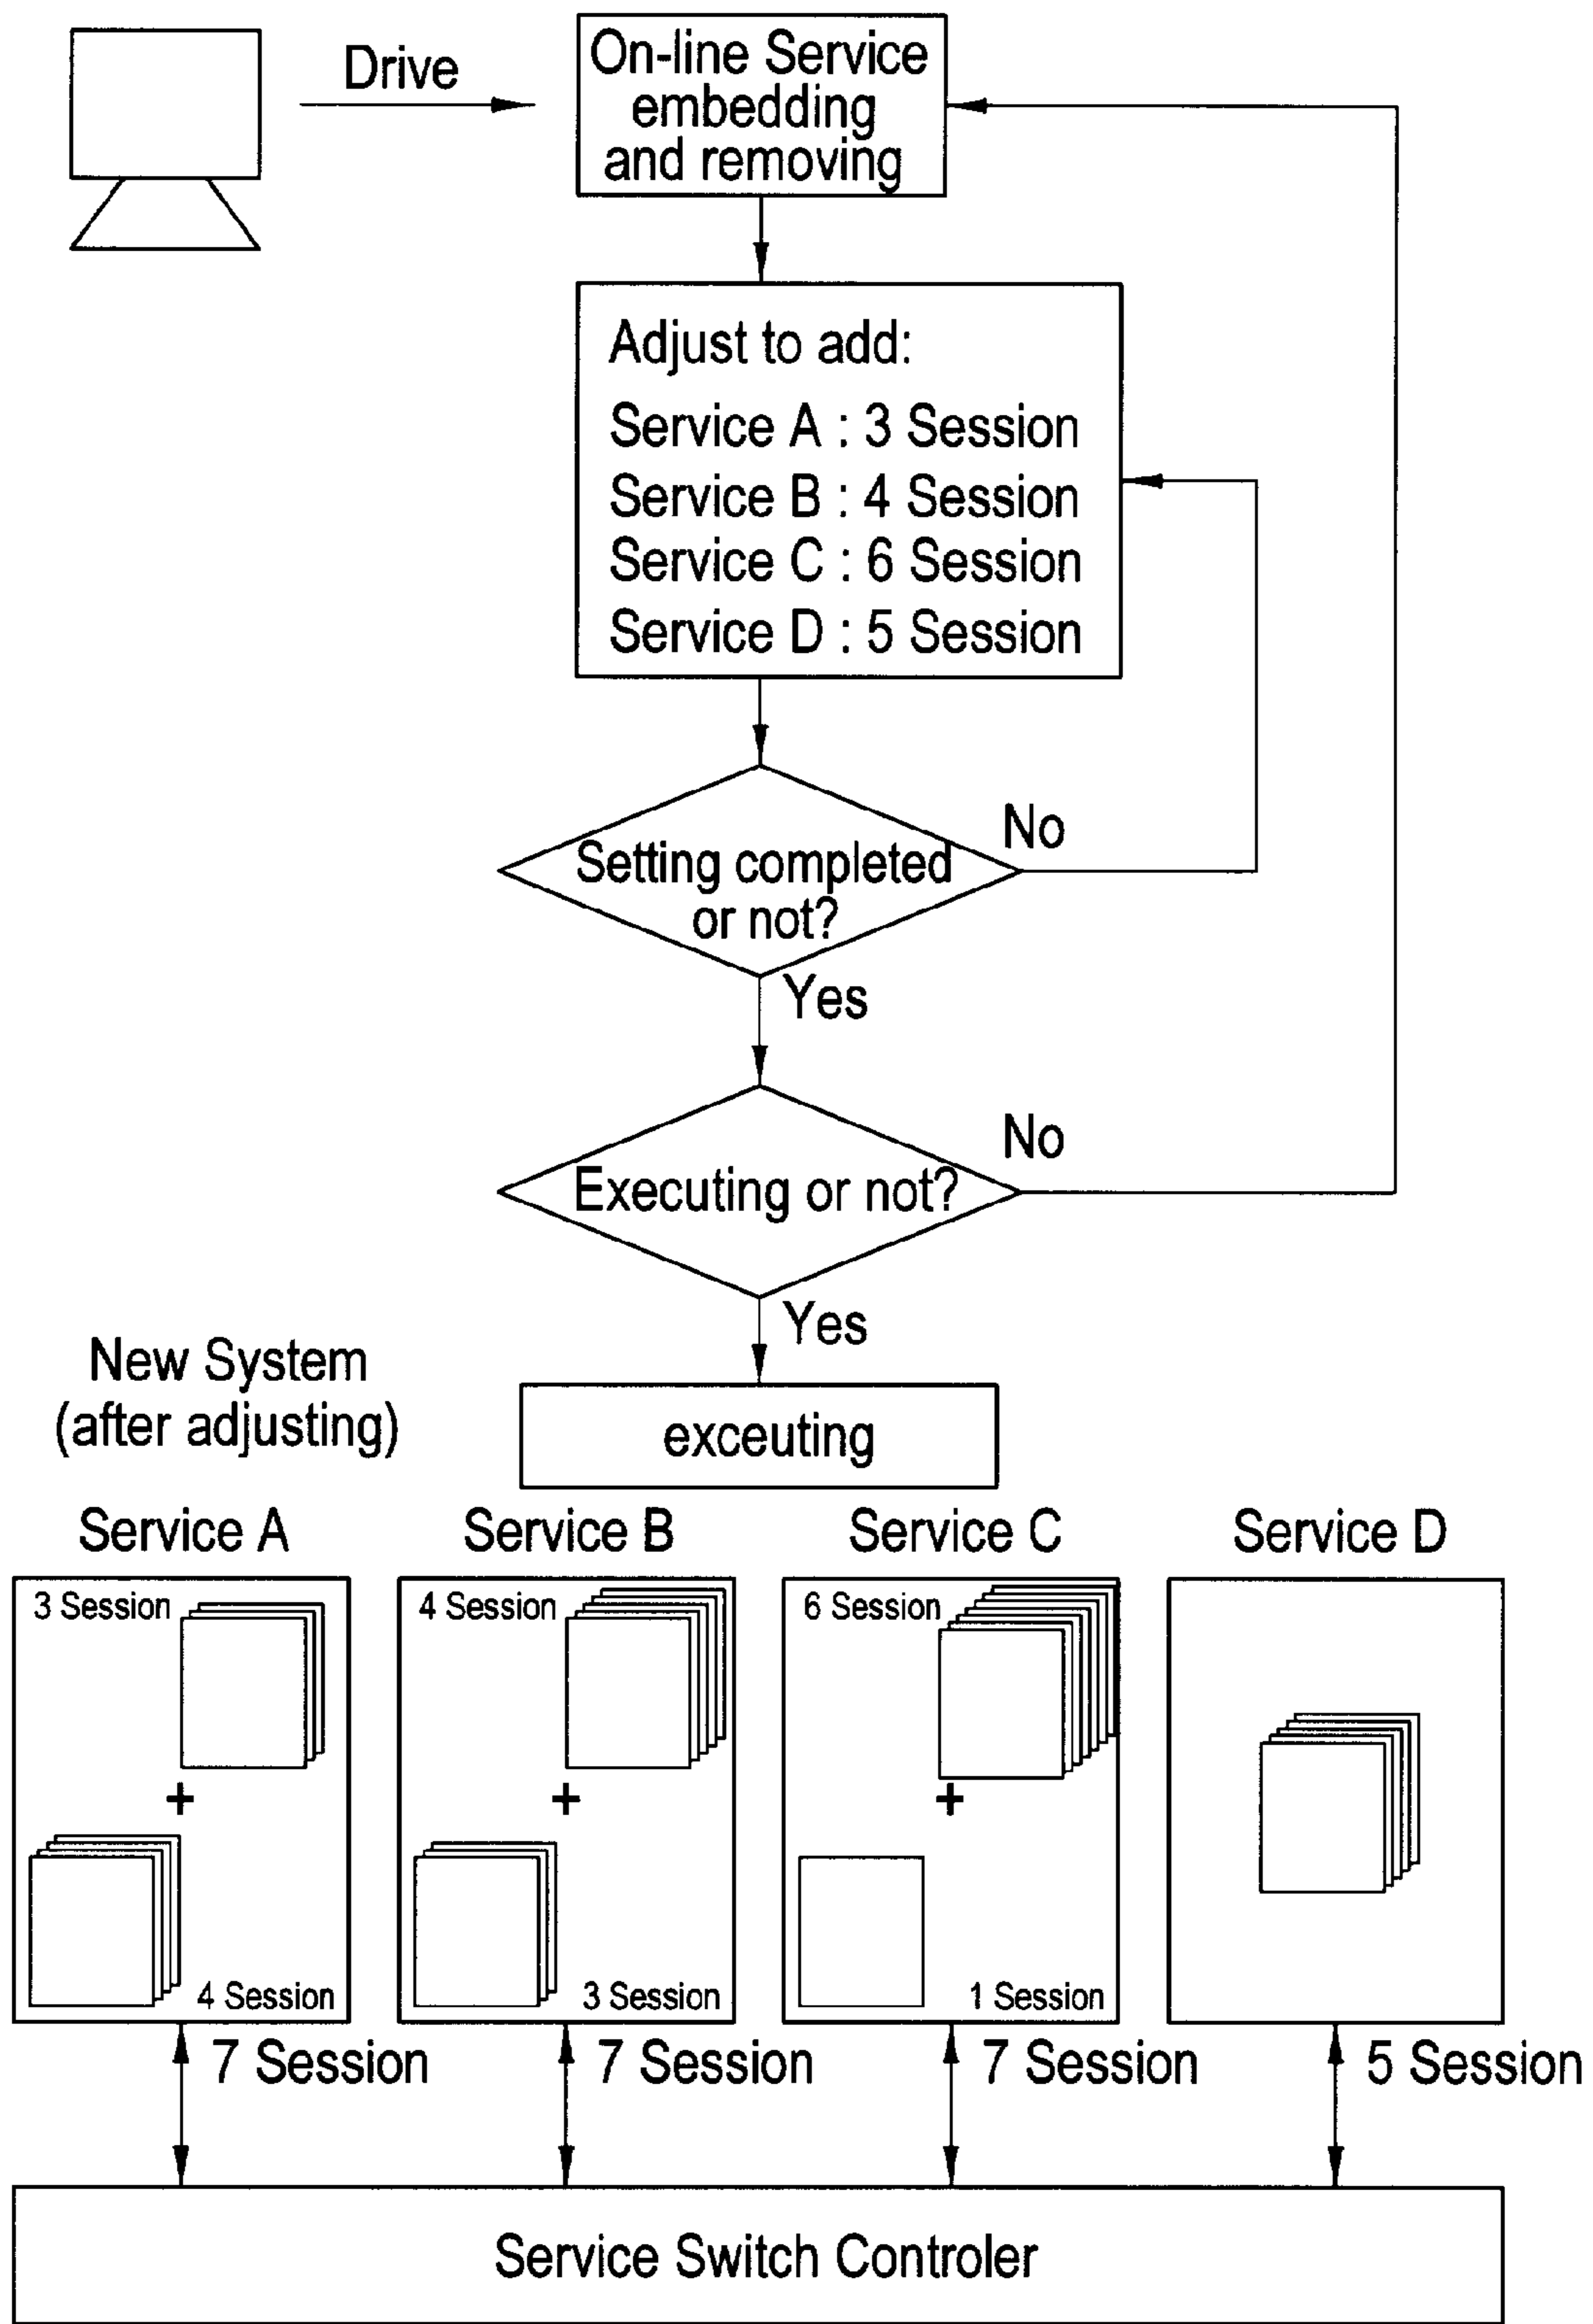 Drive
On-line Service
embedding
and removing
Adjust to add:
Service A : 3 Session
Service B : 4 Session
Service C : 6 Session
Service D : 5 Session
No
Setting completed
or not?
Yes
No
Executing or not?
Yes
New System
(after adjusting)
exceuting
Service A
Service B
Service C
Service D
3 Session
4 Session
6 Session
+
+
+
4 Session
3 Session
1 Session
7 Session
7 Session
7 Session
5 Session
Service Switch Controler